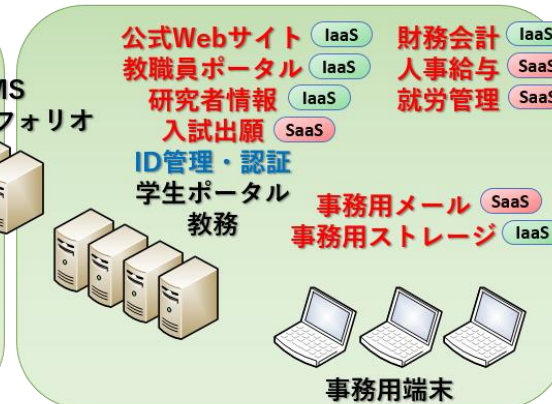 MS
フォリオ
公式Webサイト IaaS
教職員ポータル IaaS
研究者情報 IaaS
入試出願 SaaS
ID管理・認証
学生ポータル
教務
財務会計 IaaS
人事給与 SaaS
就労管理 SaaS
事務用メール SaaS
事務用ストレージ IaaS
事務用端末